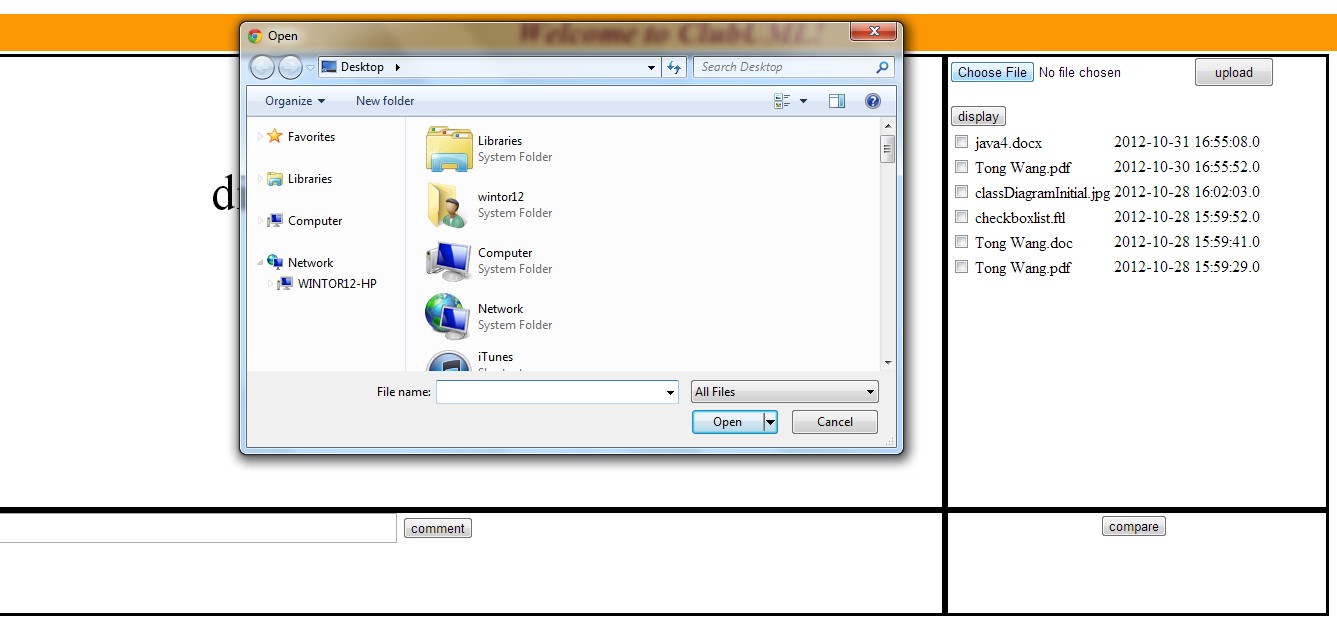 Welcome to ClubUML!
Open
Desktop
Search Desktop
Organize
New folder
Favorites
Libraries
Computer
Network
WINTOR12-HP
Libraries
System Folder
wintor12
System Folder
Computer
System Folder
Network
System Folder
iTunes
File name:
All Files
Open
Cancel
Choose File No file chosen
upload
display
java4.docx 2012-10-31 16:55:08.0
Tong Wang.pdf 2012-10-30 16:55:52.0
classDiagramInitial.jpg 2012-10-28 16:02:03.0
checkboxlist.ftl 2012-10-28 15:59:52.0
Tong Wang.doc 2012-10-28 15:59:41.0
Tong Wang.pdf 2012-10-28 15:59:29.0
comment
compare